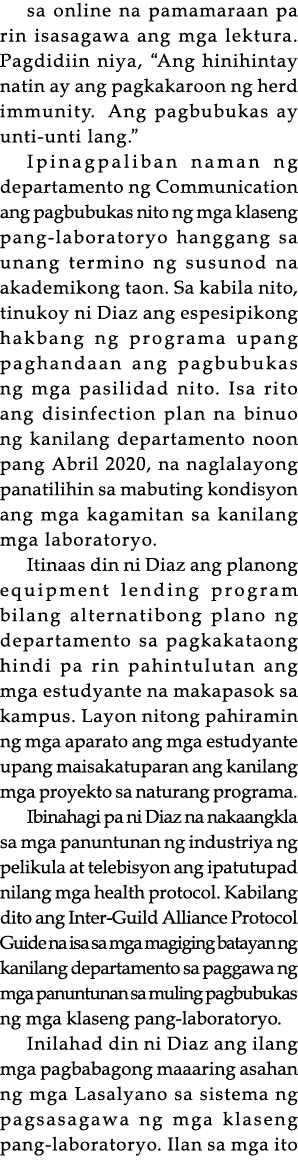 sa online na pamamaraan pa
rin isasagawa ang mga lektura.
Pagdidiin niya, “Ang hinihintay
natin ay ang pagkakaroon ng herd
immunity. Ang pagbubukas ay
unti-unti lang.”
Ipinagpaliban naman ng
departamento ng Communication
ang pagbubukas nito ng mga klaseng
pang-laboratoryo hanggang sa
unang termino ng susunod na
akademikong taon. Sa kabila nito,
tinukoy ni Diaz ang espesipikong
hakbang ng programa upang
paghandaan ang pagbubukas
ng mga pasilidad nito. Isa rito
ang disinfection plan na binuo
ng kanilang departamento noon
pang Abril 2020, na naglalayong
panatilihin sa mabuting kondisyon
ang mga kagamitan sa kanilang
mga laboratoryo.
Itinaas din ni Diaz ang planong
equipment lending program
bilang alternatibong plano ng
departamento sa pagkakataong
hindi pa rin pahintulutan ang
mga estudyante na makapasok sa
kampus. Layon nitong pahiramin
ng mga aparato ang mga estudyante
upang maisakatuparan ang kanilang
mga proyekto sa naturang programa.
Ibinahagi pa ni Diaz na nakaangkla
sa mga panuntunan ng industriya ng
pelikula at telebisyon ang ipatutupad
nilang mga health protocol. Kabilang
dito ang Inter-Guild Alliance Protocol
Guide na isa sa mga magiging batayan ng
kanilang departamento sa paggawa ng
mga panuntunan sa muling pagbubukas
ng mga klaseng pang-laboratoryo.
Inilahad din ni Diaz ang ilang
mga pagbabagong maaaring asahan
ng mga Lasalyano sa sistema ng
pagsasagawa ng mga klaseng
pang-laboratoryo. Ilan sa mga ito